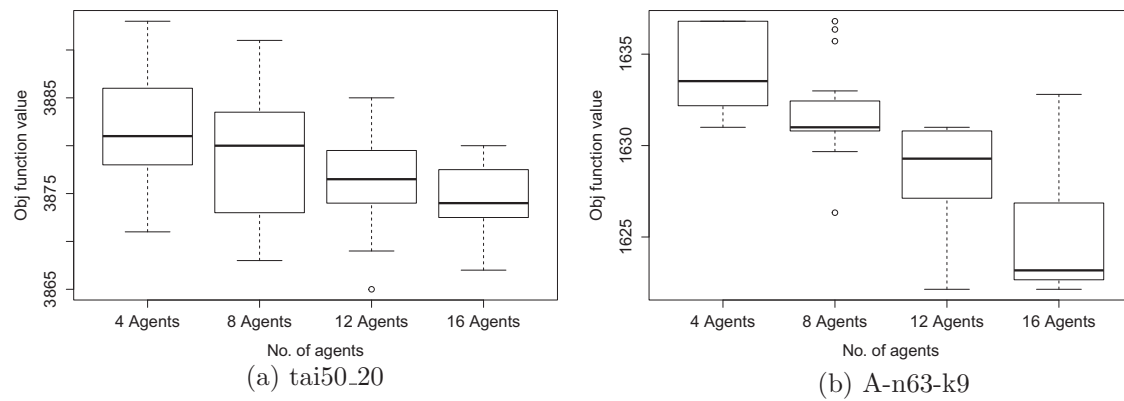 Obj function value
3885
3875
3865
4 Agents
8 Agents
12 Agents
16 Agents
No. of agents
(a) tai50_20
Obj function value
1635
1630
1625
4 Agents
8 Agents
12 Agents
16 Agents
No. of agents
(b) A-n63-k9